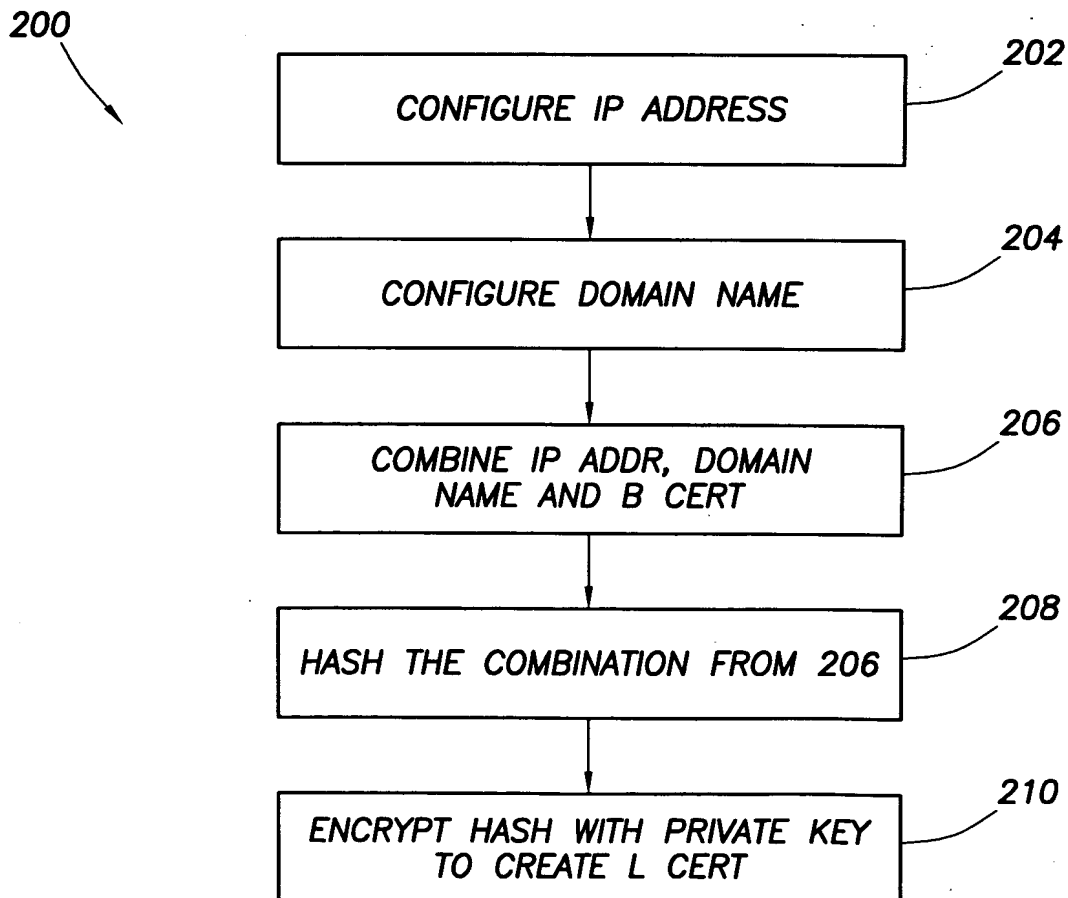 200
202
CONFIGURE IP ADDRESS
204
CONFIGURE DOMAIN NAME
206
COMBINE IP ADDR, DOMAIN
NAME AND B CERT
208
HASH THE COMBINATION FROM 206
210
ENCRYPT HASH WITH PRIVATE KEY
TO CREATE L CERT